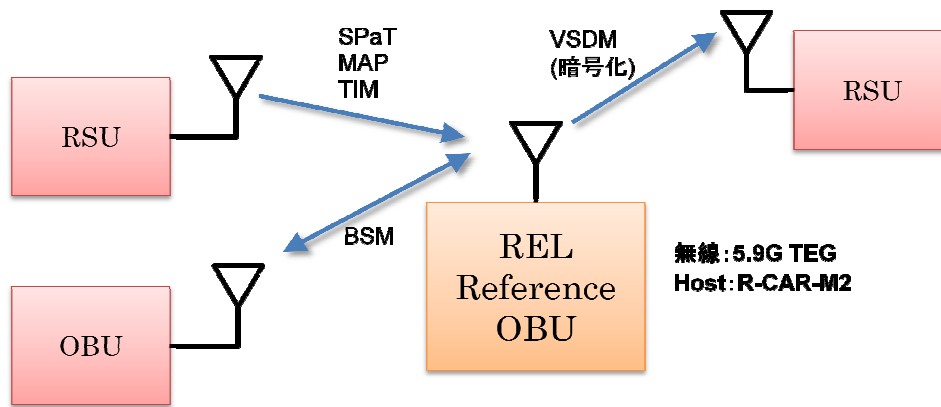 SPaT
MAP
TIM
VSDM
(暗号化)
RSU
RSU
BSM
REL
Reference
OBU
無線：5.9G TEG
Host：R-CAR-M2
OBU